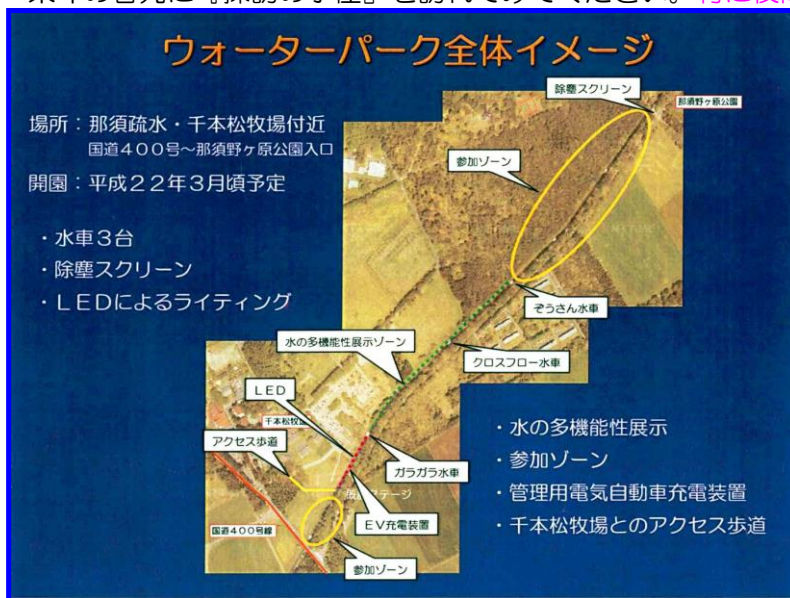 ウォーターパーク全体イメージ
場所：那須疏水・千本松牧場付近
国道４００号～那須野ヶ原公園入口
開園：平成２２年３月頃予定
・水車３台
・除塵スクリーン
・ＬＥＤによるライティング
除塵スクリーン
那須野ヶ原公園
参加ゾーン
ぞうさん水車
水の多機能性展示ゾーン
クロスフロー水車
ＬＥＤ
千本松牧場
アクセス歩道
ガラガラ水車
ステージ
ＥＶ充電装置
国道４００号線
参加ゾーン
・水の多機能性展示
・参加ゾーン
・管理用電気自動車充電装置
・千本松牧場とのアクセス歩道